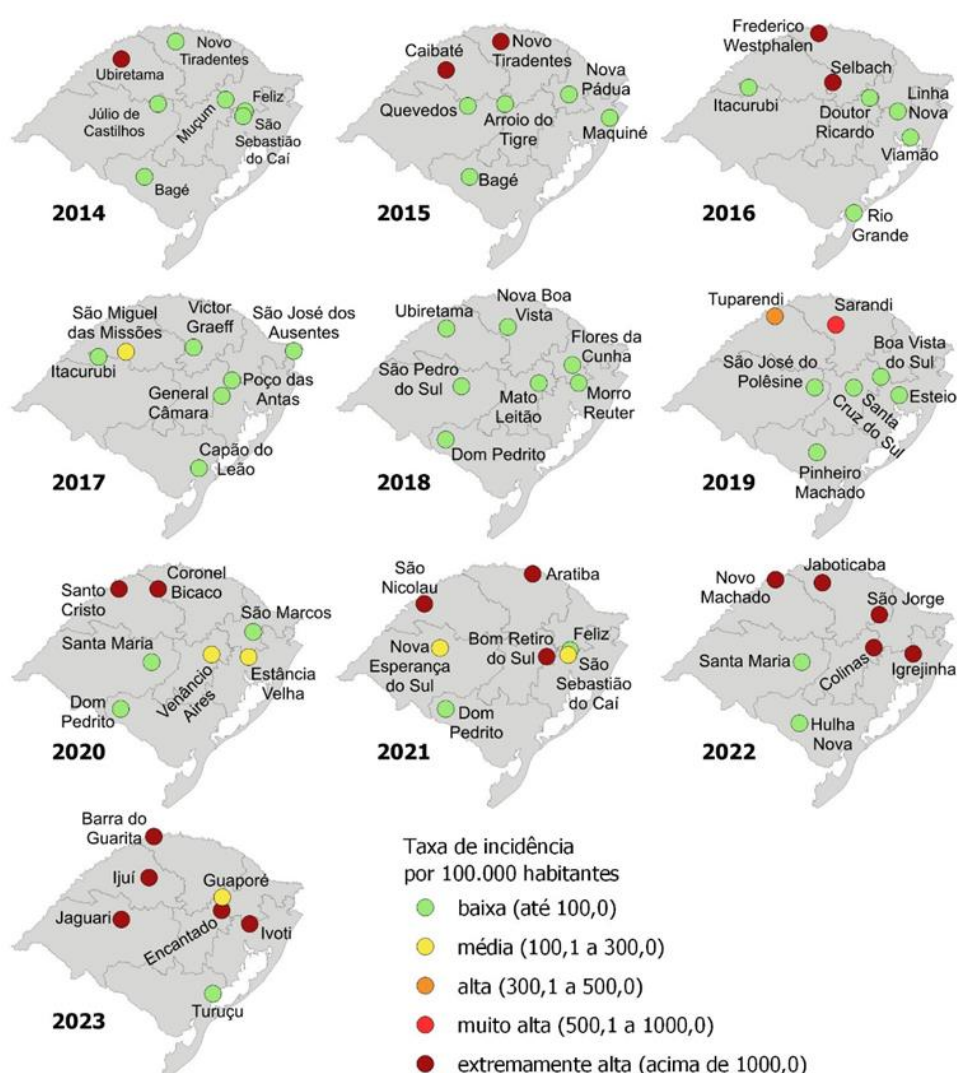 Novo
Tiradentes
Ubiretama
Júlio de
Castilhos
Muçum
Feliz
São
Sebastião
do Caí
Bagé
2014
Caibaté
Novo
Tiradentes
Nova
Pádua
Quevedos
Arroio do
Tigre
Maquiné
Bagé
2015
Frederico
Westphalen
Selbach
Itacurubi
Linha
Nova
Doutor
Ricardo
Viamão
Rio
Grande
2016
São Miguel
das Missões
Victor
Graeff
São José dos
Ausentes
Itacurubi
General
Câmara
Poço das
Antas
Capão do
Leão
2017
Ubiretama
Nova Boa
Vista
Flores da
Cunha
São Pedro
do Sul
Mato
Leitão
Morro
Reuter
Dom Pedrito
2018
Tuparendi
Sarandi
Boa Vista
do Sul
São José do
Polêsine
Santa
Cruz do Sul
Esteio
Pinheiro
Machado
2019
Santo
Cristo
Coronel
Bicaco
São Marcos
Santa Maria
Venâncio
Aires
Estância
Velha
Dom
Pedrito
2020
São
Nicolau
Aratiba
Nova
Esperança
do Sul
Bom Retiro
do Sul
Feliz
São
Sebastião
do Caí
Dom
Pedrito
2021
Novo
Machado
Jaboticaba
São Jorge
Santa Maria
Colinas
Igrejinha
Hulha
Nova
2022
Barra do
Guarita
Ijuí
Guaporé
Jaguari
Encantado
Ivoti
Turuçu
2023
Taxa de incidência
por 100.000 habitantes
baixa (até 100,0)
média (100,1 a 300,0)
alta (300,1 a 500,0)
muito alta (500,1 a 1000,0)
extremamente alta (acima de 1000,0)